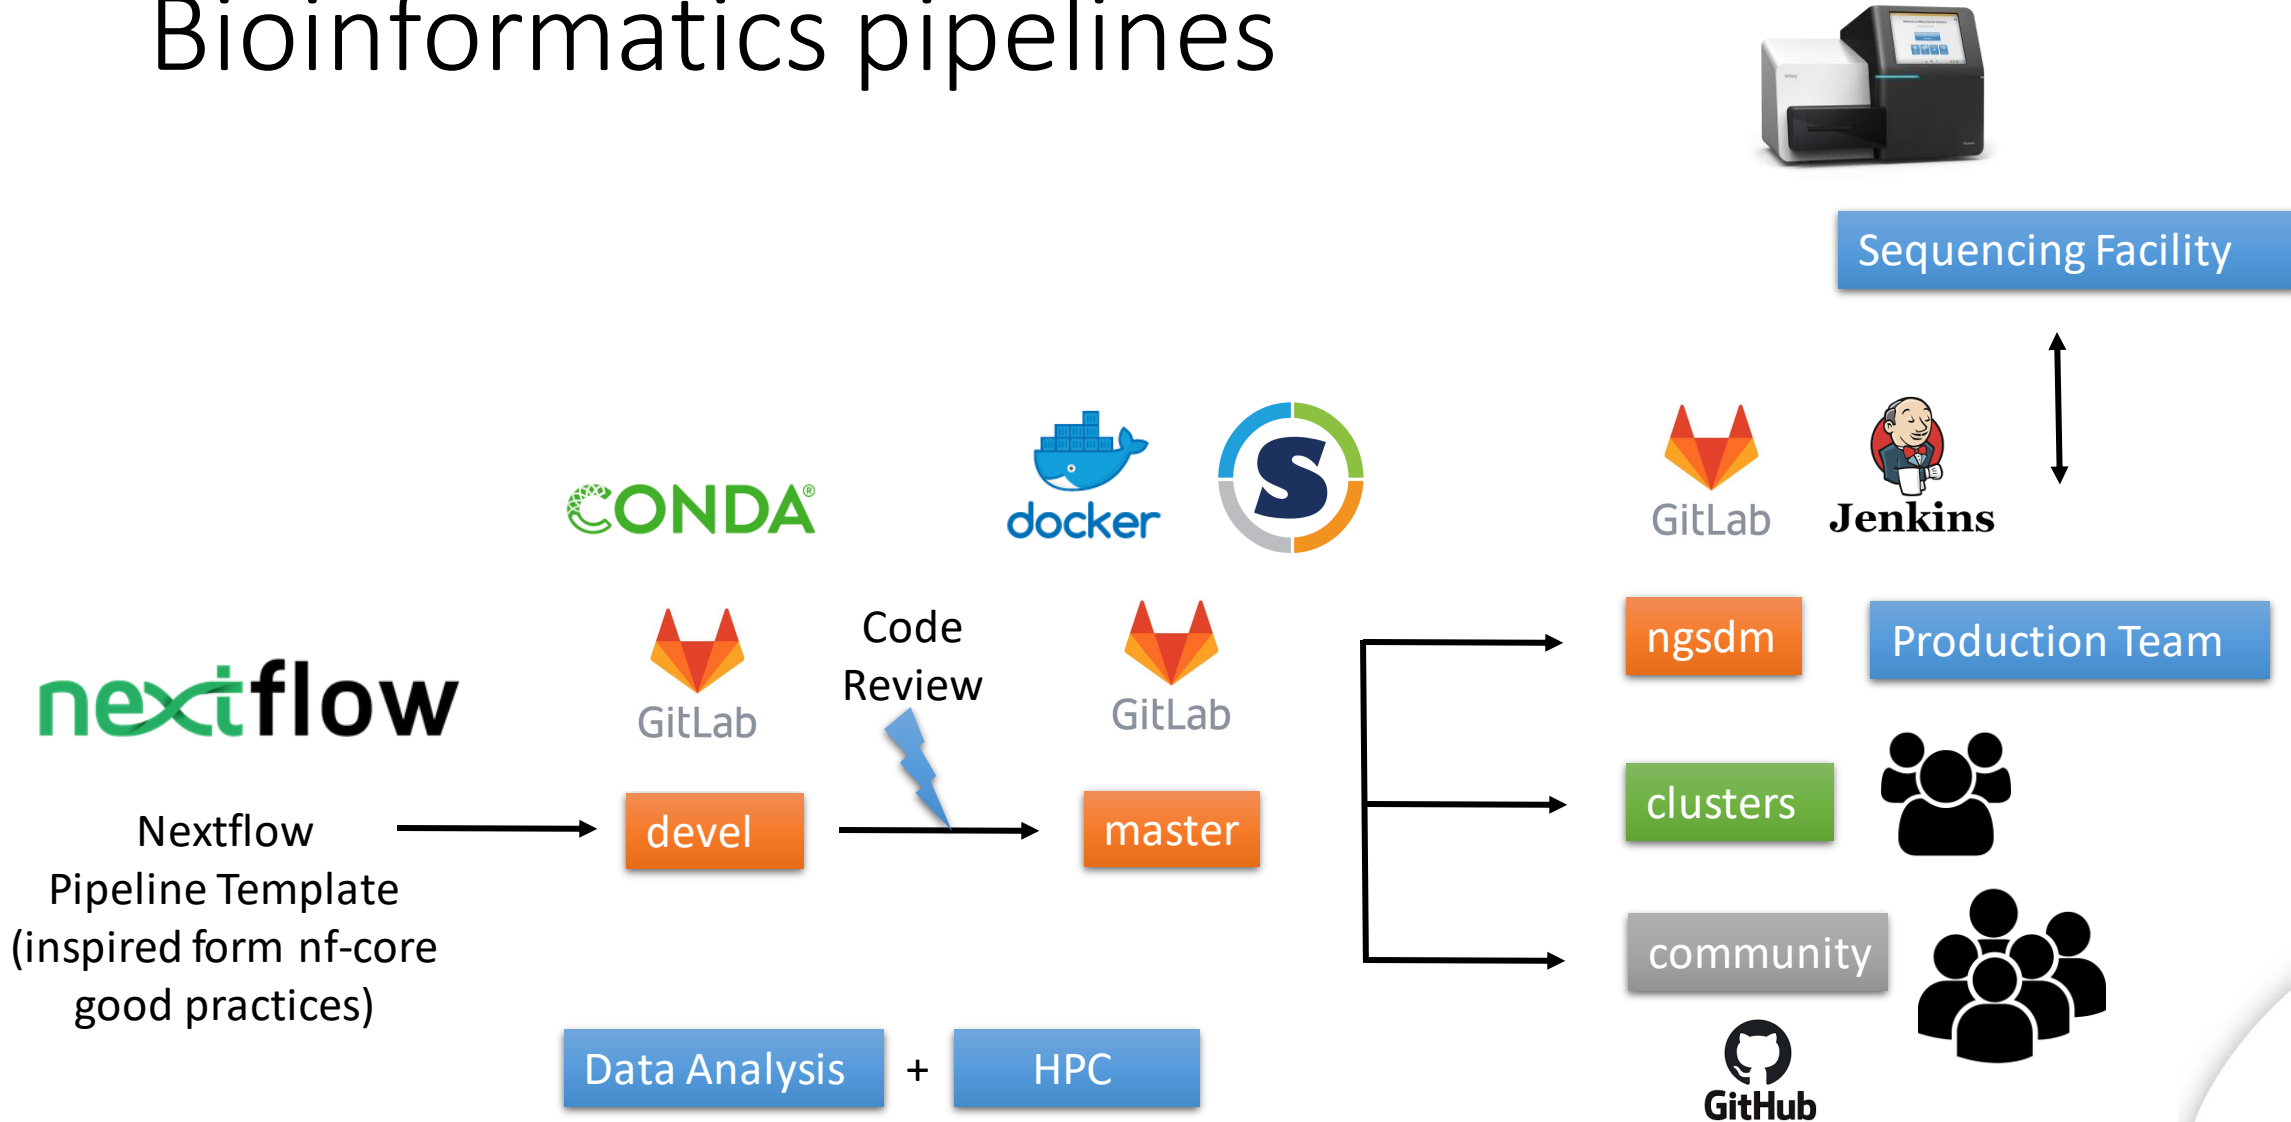 Bioinformatics pipelines
Sequencing Facility
CONDA®
docker
S
GitLab
Jenkins
nextflow
GitLab
Code
Review
GitLab
ngsdm
Production Team
Nextflow
Pipeline Template
(inspired form nf-core
good practices)
devel
master
clusters
community
Data Analysis + HPC
GitHub